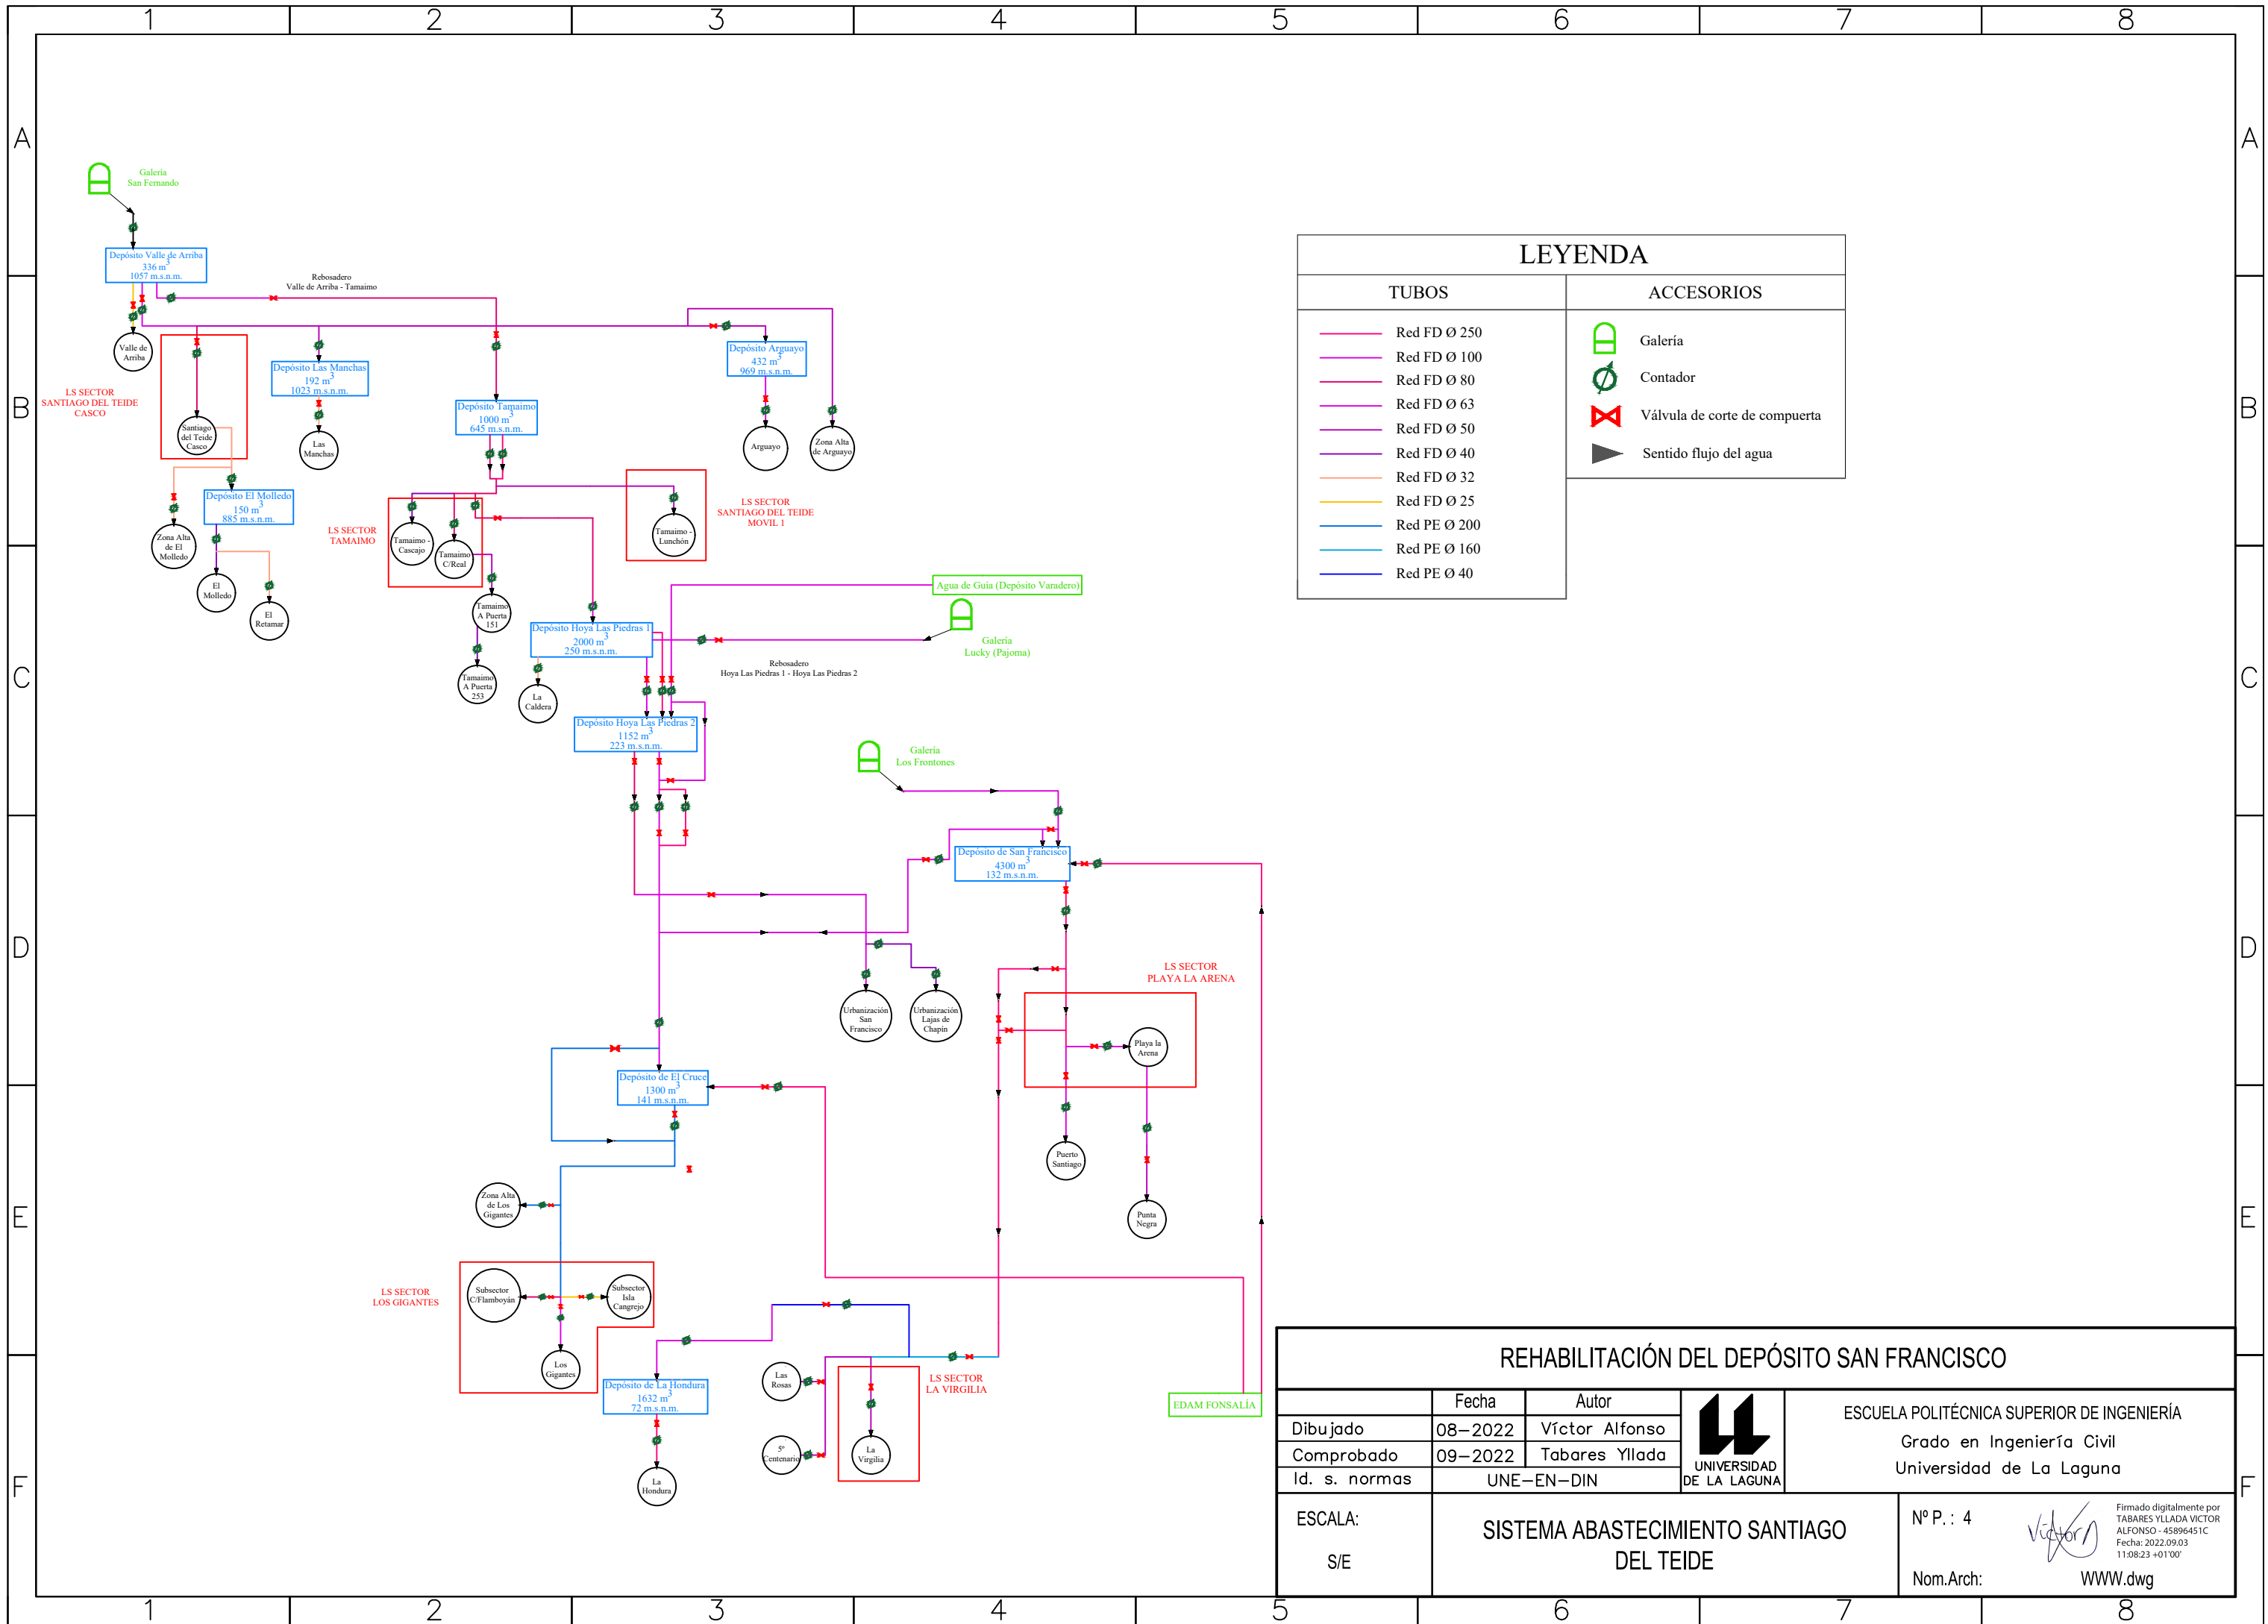 1 2 3 4 5 6 7 8
A A
B B
C C
D D
E E
F F
Galería
San Fernando
Depósito Valle de Arriba
336 m3
1057 m.s.n.m.
Rebosadero
Valle de Arriba - Tamaimo
Valle de
Arriba
LS SECTOR
SANTIAGO DEL TEIDE
CASCO
Santiago
del Teide
Casco
Depósito Las Manchas
192 m3
1023 m.s.n.m.
Las
Manchas
Depósito Tamaimo
1000 m3
645 m.s.n.m.
Depósito Arguayo
432 m3
969 m.s.n.m.
Arguayo
Zona Alta
de Arguayo
Depósito El Molledo
150 m3
885 m.s.n.m.
Zona Alta
de El
Molledo
El
Molledo
El
Retamar
LS SECTOR
TAMAIMO
Tamaimo -
Cascajo
Tamaimo
C/Real
Tamaimo
A Puerta
151
Tamaimo
A Puerta
253
Tamaimo -
Lunchón
LS SECTOR
SANTIAGO DEL TEIDE
MOVIL 1
Agua de Guía (Depósito Varadero)
Galería
Lucky (Pajoma)
Depósito Hoya Las Piedras 1
2000 m3
250 m.s.n.m.
Rebosadero
Hoya Las Piedras 1 - Hoya Las Piedras 2
La
Caldera
Depósito Hoya Las Piedras 2
1152 m3
223 m.s.n.m.
Galería
Los Frontones
Depósito de San Francisco
4300 m3
132 m.s.n.m.
Urbanización
San
Francisco
Urbanización
Lajas de
Chapín
LS SECTOR
PLAYA LA ARENA
Playa la
Arena
Puerto
Santiago
Punta
Negra
Depósito de El Cruce
1300 m3
141 m.s.n.m.
Zona Alta
de Los
Gigantes
LS SECTOR
LOS GIGANTES
Subsector
C/Flamboyán
Subsector
Isla
Cangrejo
Los
Gigantes
Depósito de La Hondura
1632 m3
72 m.s.n.m.
La
Hondura
Las
Rosas
5º
Centenario
La
Virgilia
LS SECTOR
LA VIRGILIA
EDAM FONSALÍA
LEYENDA
TUBOS
Red FD Ø 250
Red FD Ø 100
Red FD Ø 80
Red FD Ø 63
Red FD Ø 50
Red FD Ø 40
Red FD Ø 32
Red FD Ø 25
Red PE Ø 200
Red PE Ø 160
Red PE Ø 40
ACCESORIOS
Galería
Contador
Válvula de corte de compuerta
Sentido flujo del agua
REHABILITACIÓN DEL DEPÓSITO SAN FRANCISCO
Fecha Autor
Dibujado 08-2022 Víctor Alfonso
Comprobado 09-2022 Tabares Yllada
Id. s. normas UNE-EN-DIN
UNIVERSIDAD
DE LA LAGUNA
ESCUELA POLITÉCNICA SUPERIOR DE INGENIERÍA
Grado en Ingeniería Civil
Universidad de La Laguna
ESCALA:
S/E
SISTEMA ABASTECIMIENTO SANTIAGO
DEL TEIDE
Nº P. : 4
Victor
Firmado digitalmente por
TABARES YLLADA VICTOR
ALFONSO - 45896451C
Fecha: 2022.09.03
11:08:23 +01'00'
Nom.Arch: WWW.dwg
1 2 3 4 5 6 7 8